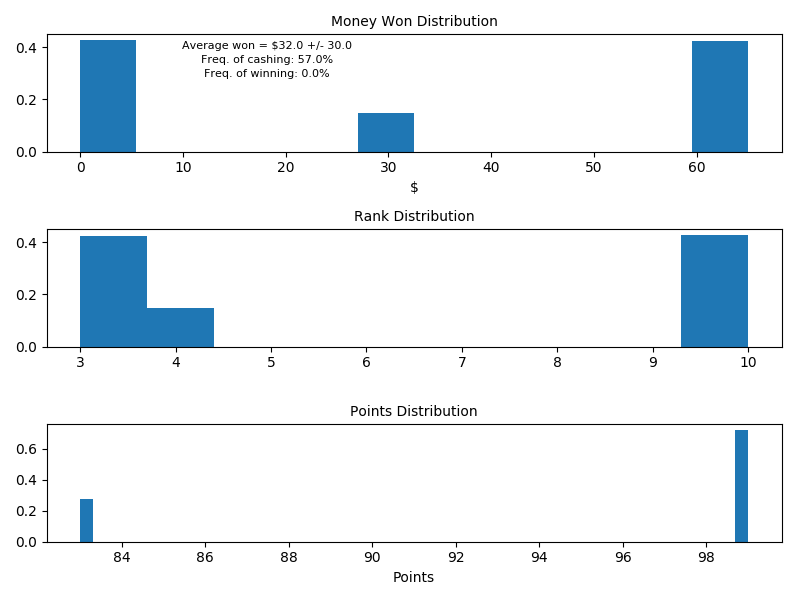 Money Won Distribution
Average won = $32.0 +/- 30.0
Freq. of cashing: 57.0%
Freq. of winning: 0.0%
0.4
0.2
0.0
0 10 20 30 40 50 60
$
Rank Distribution
0.4
0.2
0.0
3 4 5 6 7 8 9 10
Points Distribution
0.6
0.4
0.2
0.0
84 86 88 90 92 94 96 98
Points